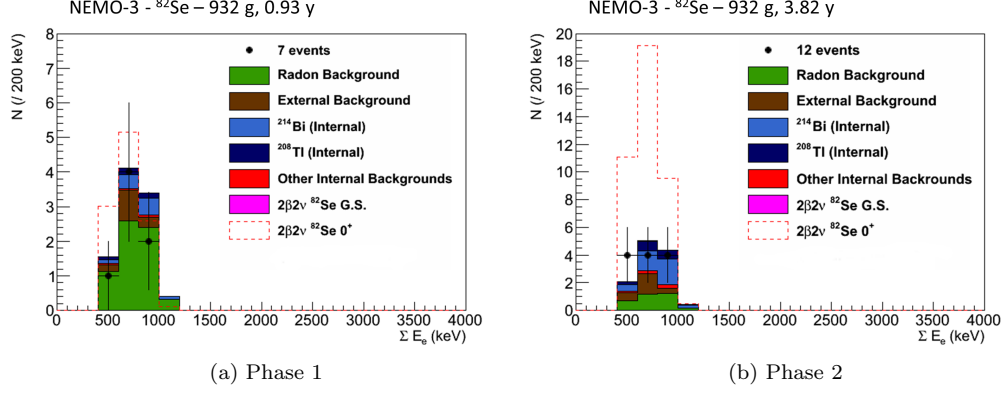 NEMO-3 - ⁸²Se – 932 g, 0.93 y
N (/ 200 keV)
8
7
6
5
4
3
2
1
0
0 500 1000 1500 2000 2500 3000 3500 4000
Σ Eₑ (keV)
7 events
Radon Background
External Background
²¹⁴Bi (Internal)
²⁰⁸Tl (Internal)
Other Internal Backgrounds
2β2ν ⁸²Se G.S.
2β2ν ⁸²Se 0⁺
(a) Phase 1
NEMO-3 - ⁸²Se – 932 g, 3.82 y
N (/ 200 keV)
20
18
16
14
12
10
8
6
4
2
0
0 500 1000 1500 2000 2500 3000 3500 4000
Σ Eₑ (keV)
12 events
Radon Background
External Background
²¹⁴Bi (Internal)
²⁰⁸Tl (Internal)
Other Internal Backrounds
2β2ν ⁸²Se G.S.
2β2ν ⁸²Se 0⁺
(b) Phase 2